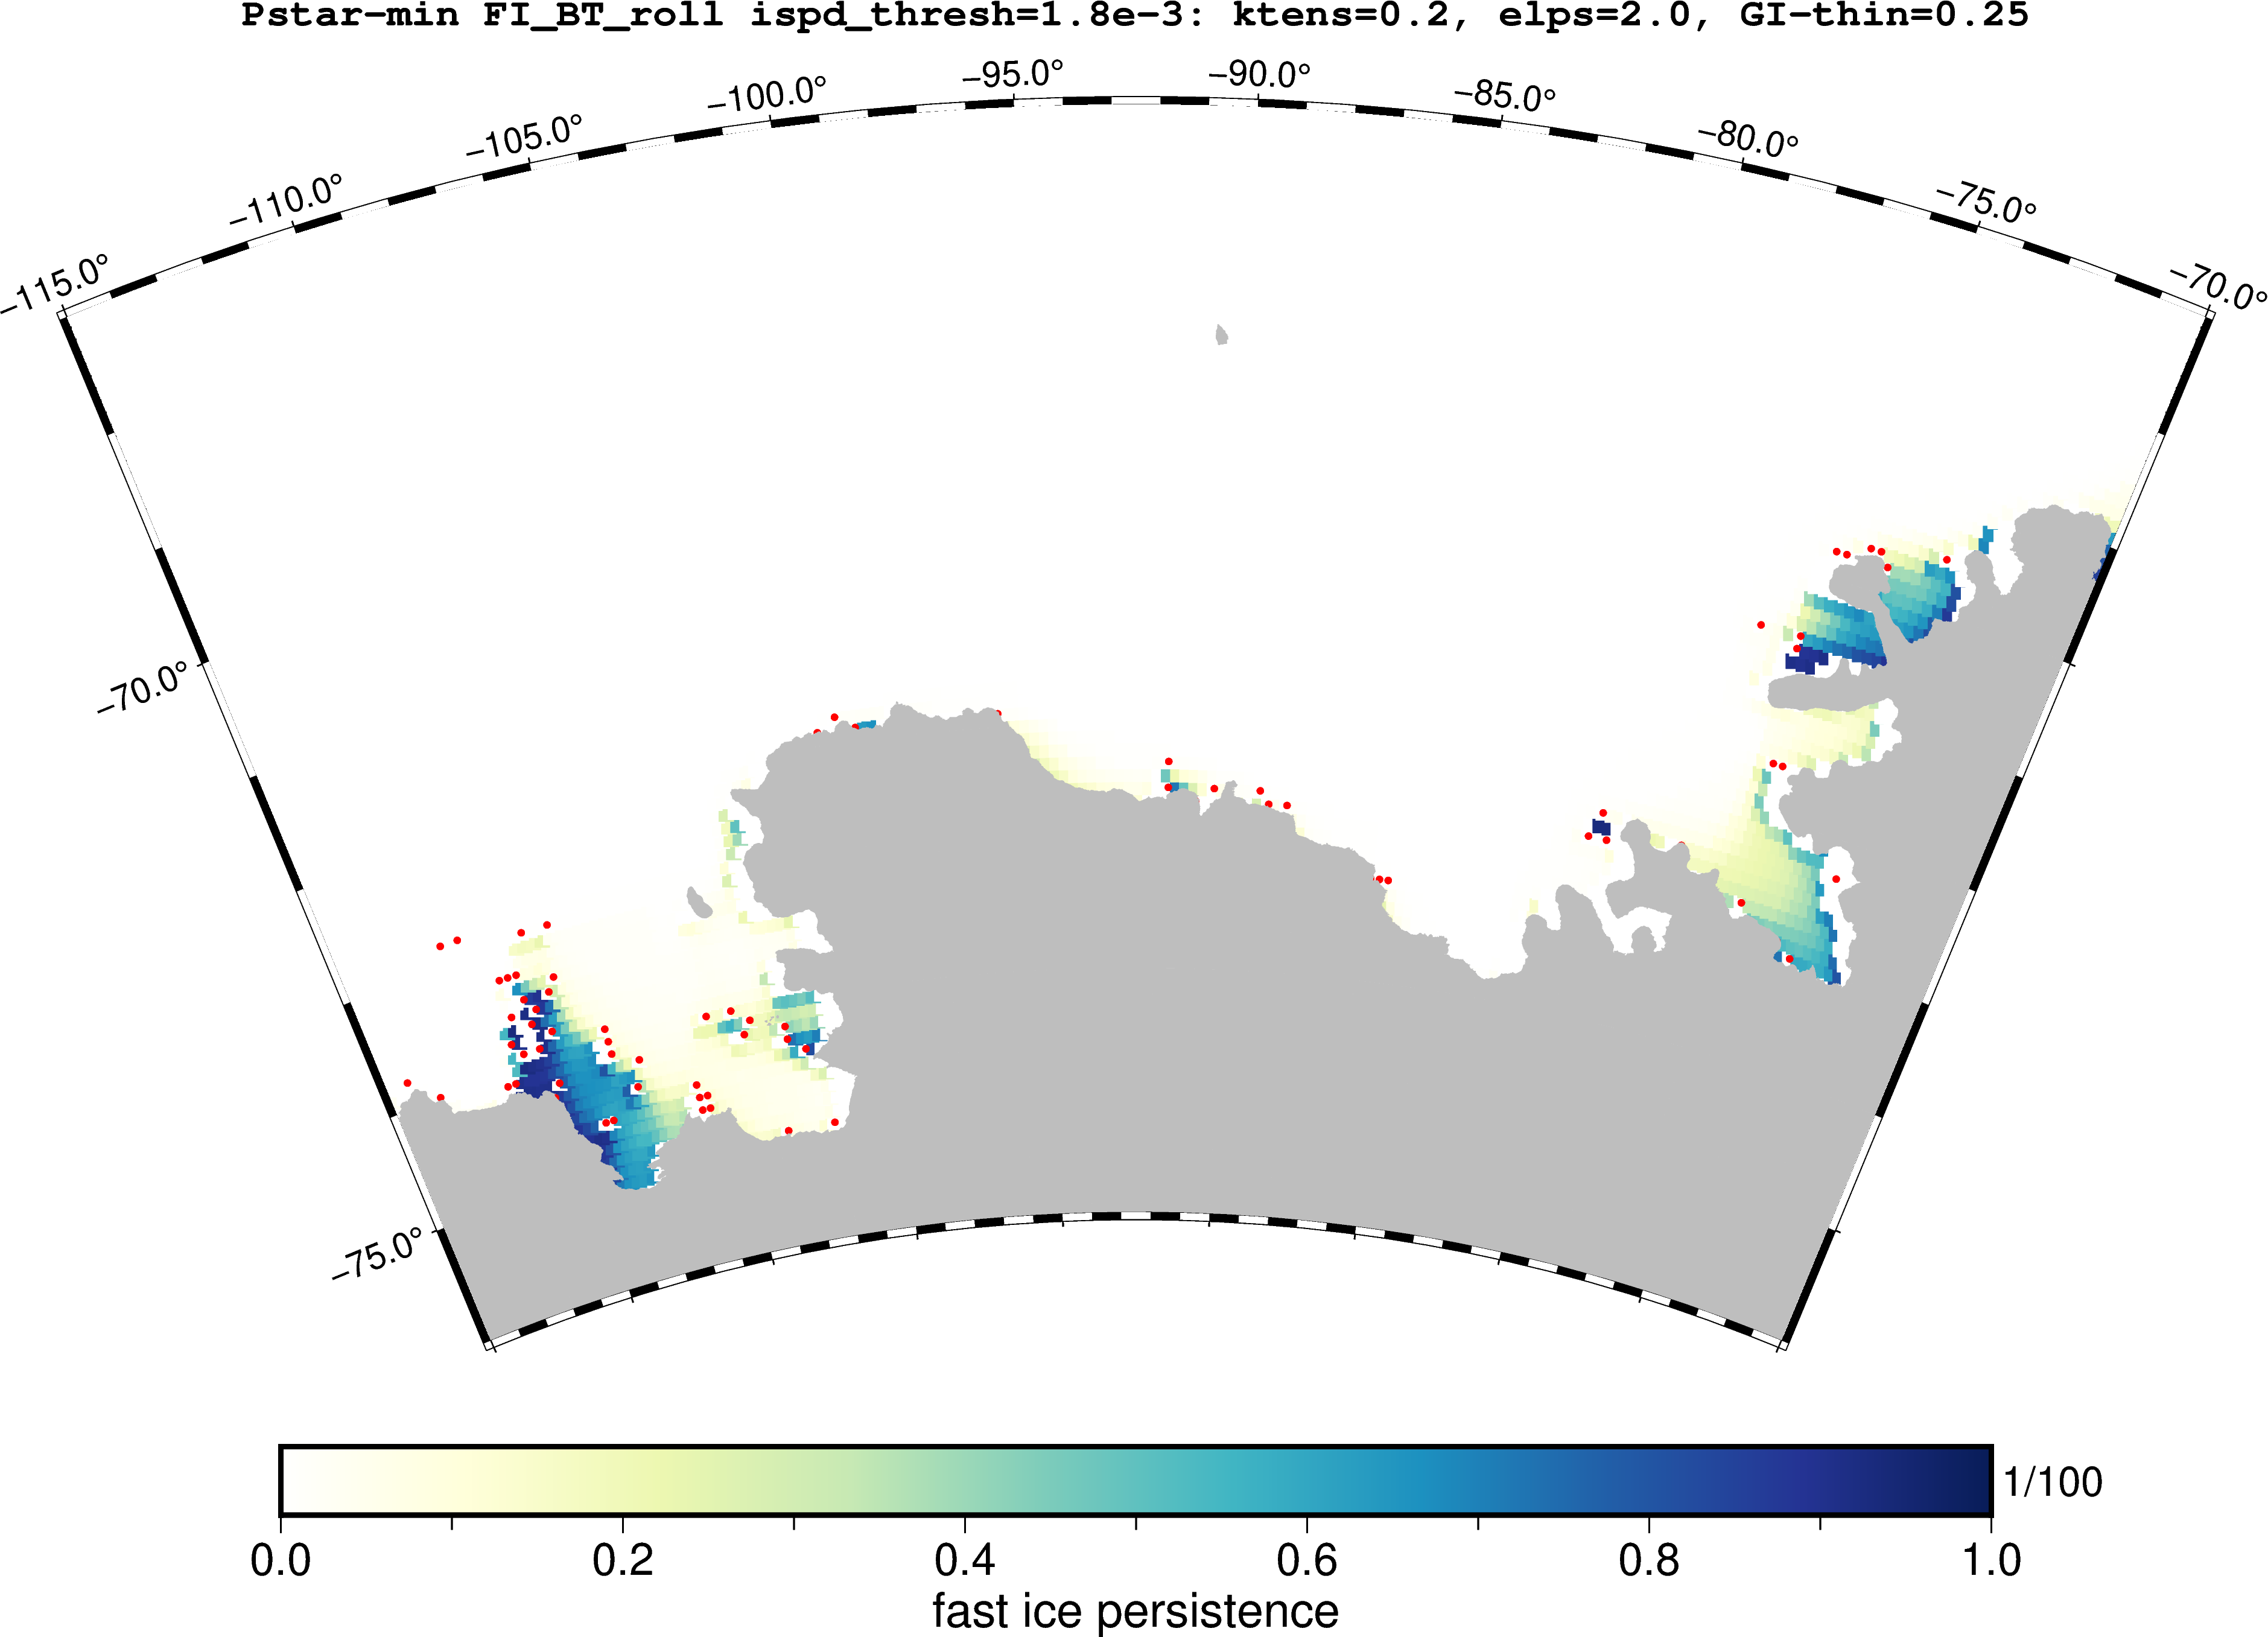 Pstar-min FI_BT_roll ispd_thresh=1.8e-3: ktens=0.2, elps=2.0, GI-thin=0.25
-115.0° -110.0° -105.0° -100.0° -95.0° -90.0° -85.0° -80.0° -75.0° -70.0°
-70.0°
-75.0°
1/100
0.0 0.2 0.4 0.6 0.8 1.0
fast ice persistence